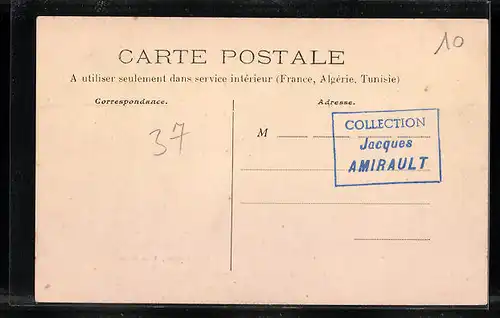 10
CARTE POSTALE
A utiliser seulement dans service intérieur (France, Algérie, Tunisie)
Correspondance.
Adresse.
37
M
COLLECTION
Jacques
AMIRAULT